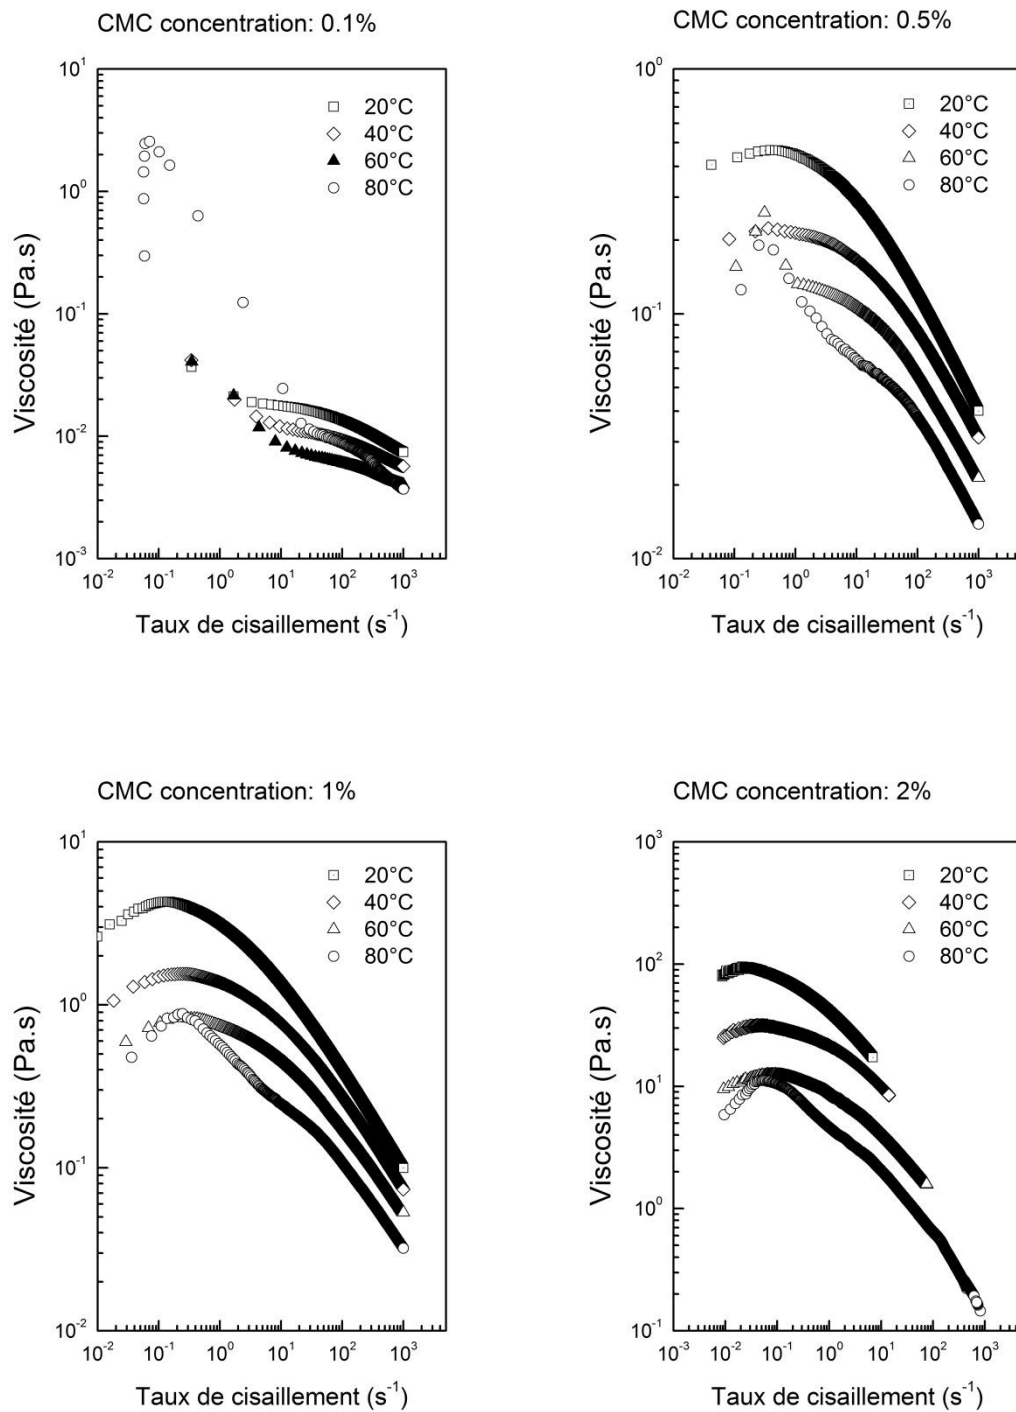 CMC concentration: 0.1%
10^1
10^0
10^-1
10^-2
10^-3
Viscosité (Pa.s)
20°C
40°C
60°C
80°C
10^-2 10^-1 10^0 10^1 10^2 10^3
Taux de cisaillement (s^-1)
CMC concentration: 0.5%
10^0
10^-1
10^-2
Viscosité (Pa.s)
20°C
40°C
60°C
80°C
10^-2 10^-1 10^0 10^1 10^2 10^3
Taux de cisaillement (s^-1)
CMC concentration: 1%
10^1
10^0
10^-1
10^-2
Viscosité (Pa.s)
20°C
40°C
60°C
80°C
10^-2 10^-1 10^0 10^1 10^2 10^3
Taux de cisaillement (s^-1)
CMC concentration: 2%
10^3
10^2
10^1
10^0
10^-1
Viscosité (Pa.s)
20°C
40°C
60°C
80°C
10^-3 10^-2 10^-1 10^0 10^1 10^2 10^3
Taux de cisaillement (s^-1)